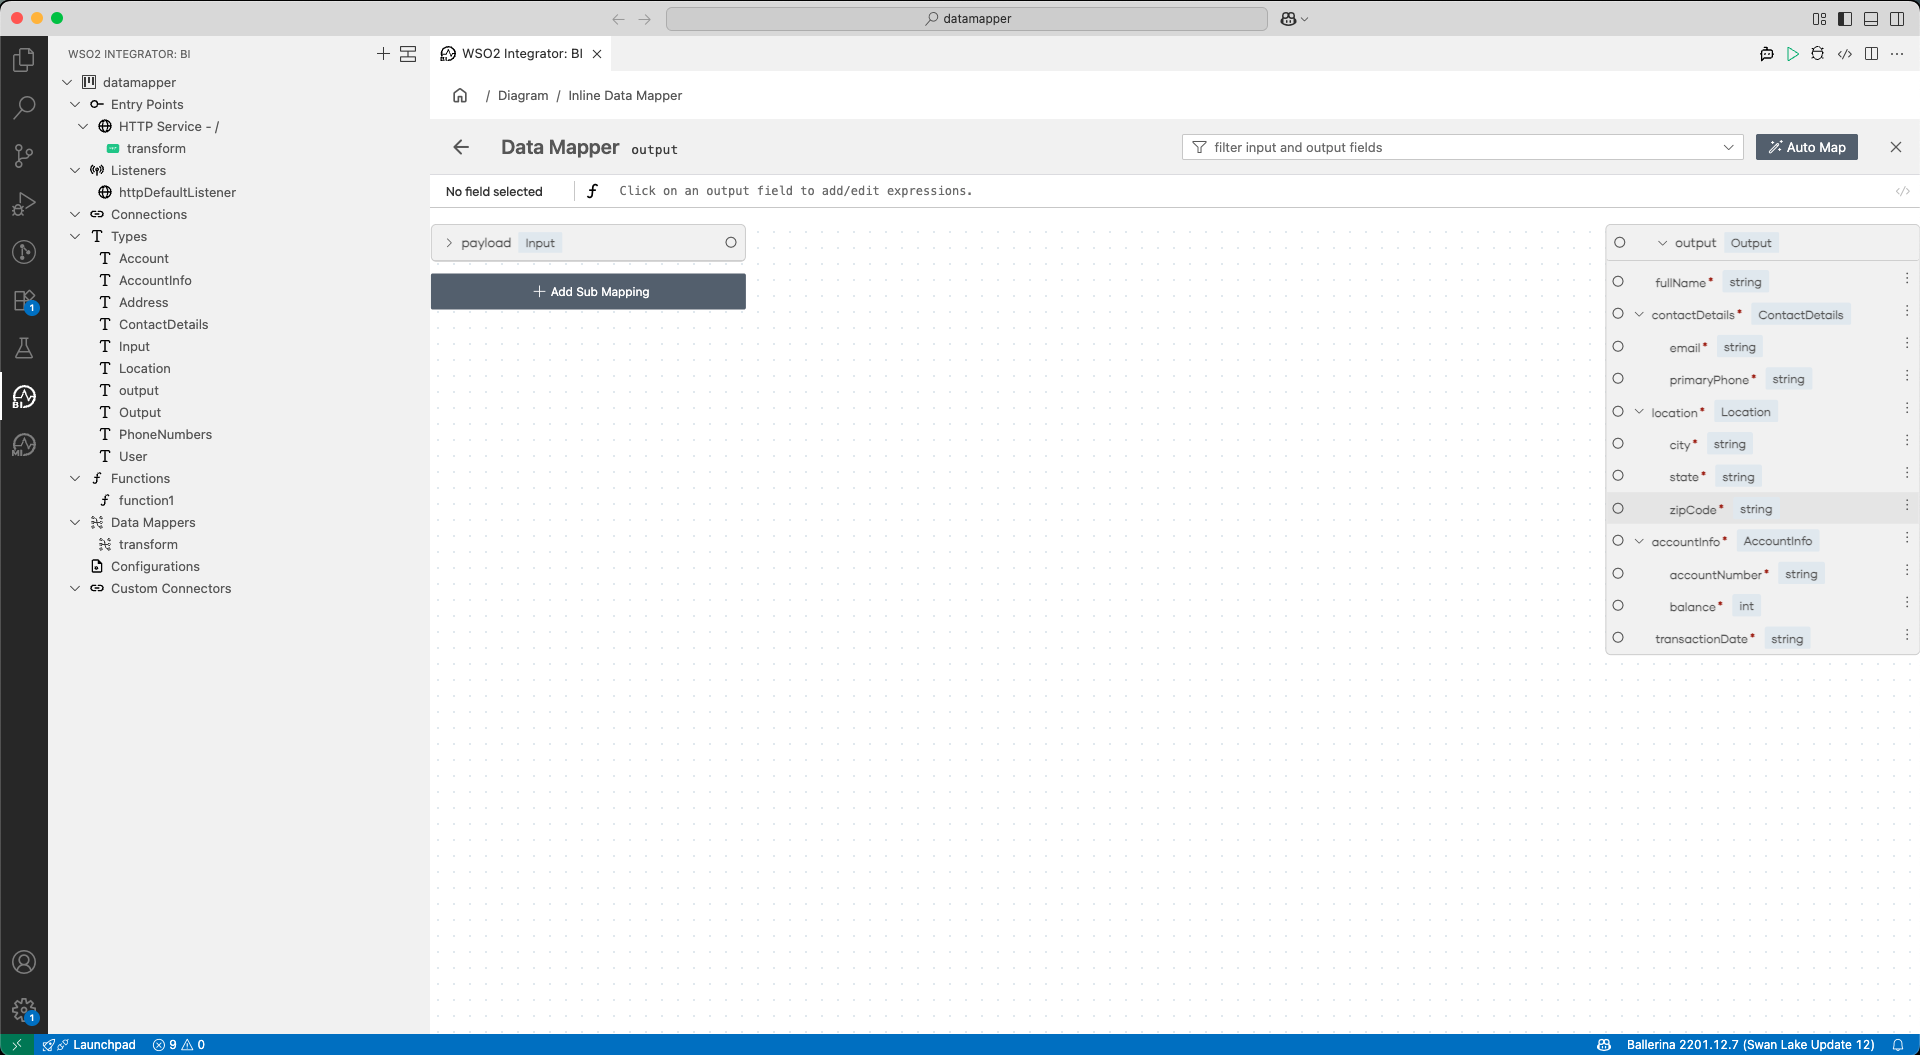 datamapper
WSO2 INTEGRATOR: BI
datamapper
Entry Points
HTTP Service - /
transform
Listeners
httpDefaultListener
Connections
Types
Account
AccountInfo
Address
ContactDetails
Input
Location
output
Output
PhoneNumbers
User
Functions
function1
Data Mappers
transform
Configurations
Custom Connectors
WSO2 Integrator: BI
/ Diagram / Inline Data Mapper
Data Mapper output
filter input and output fields
Auto Map
No field selected
Click on an output field to add/edit expressions.
payload Input
Add Sub Mapping
output Output
fullName* string
contactDetails* ContactDetails
email* string
primaryPhone* string
location* Location
city* string
state* string
zipCode* string
accountInfo* AccountInfo
accountNumber* string
balance* int
transactionDate* string
1
BI
MI
1
Launchpad 9 0
Ballerina 2201.12.7 (Swan Lake Update 12)